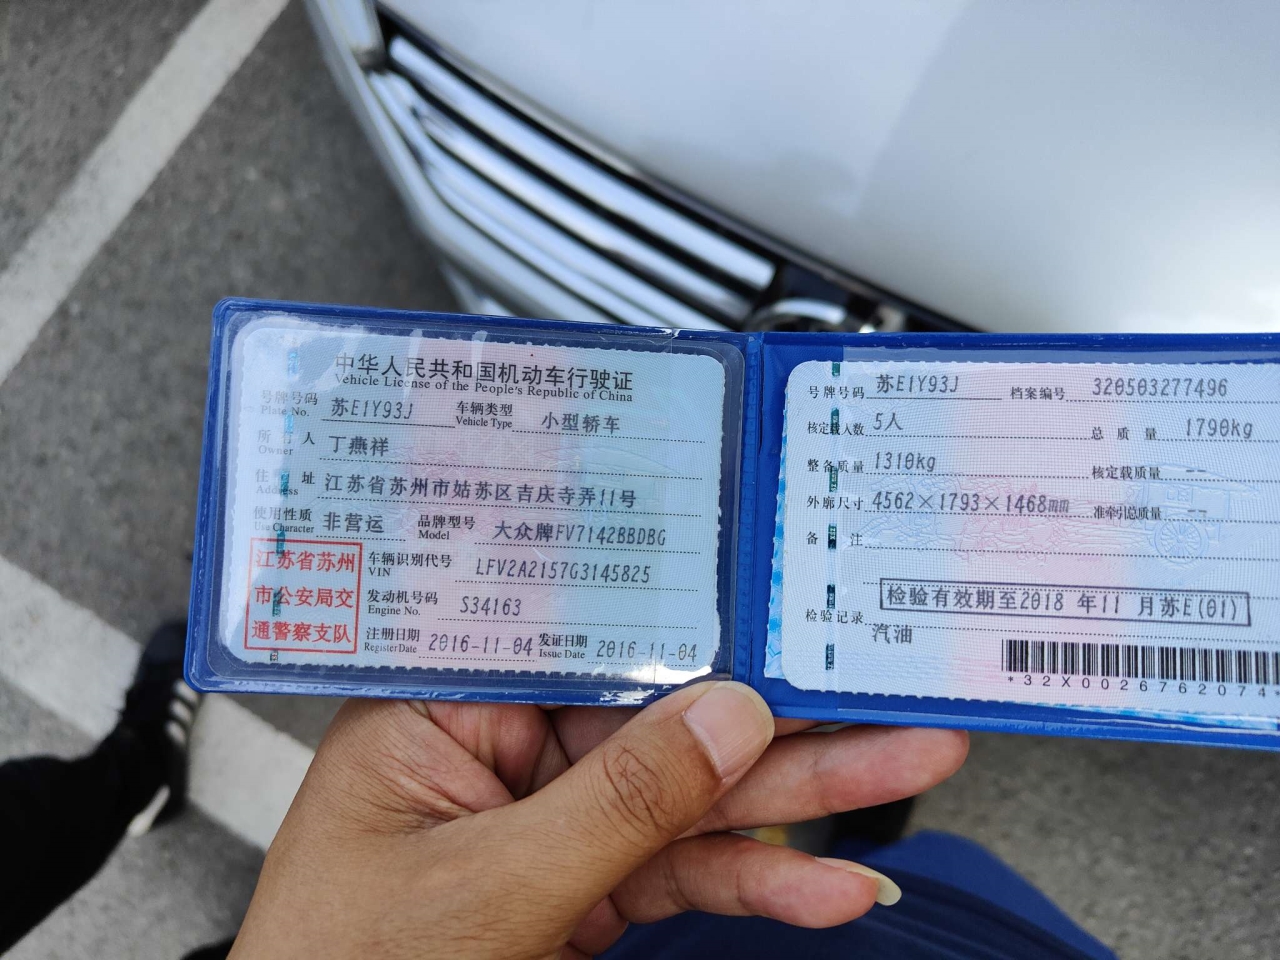 中华人民共和国机动车行驶证
Vehicle License of the People's Republic of China
号牌号码 苏E1Y93J 车辆类型 小型轿车
Plate No. Vehicle Type
所有人 丁燕祥
Owner
住址 江苏省苏州市姑苏区吉庆寺弄11号
Address
使用性质 非营运 品牌型号 大众牌FV7142BBDBG
Use Character Model
江苏省苏州
市公安局交
通警察支队
车辆识别代号 LFV2A2157G3145825
VIN
发动机号码 S34163
Engine No.
注册日期 2016-11-04 发证日期 2016-11-04
Register Date Issue Date
号牌号码 苏E1Y93J 档案编号 320503277496
核定载人数 5人 总质量 1790kg
整备质量 1310kg 核定载质量 --
外廓尺寸 4562×1793×1468mm 准牵引总质量 --
备注
检验有效期至2018 年11 月苏E(01)
检验记录
汽油
*32X0026762074